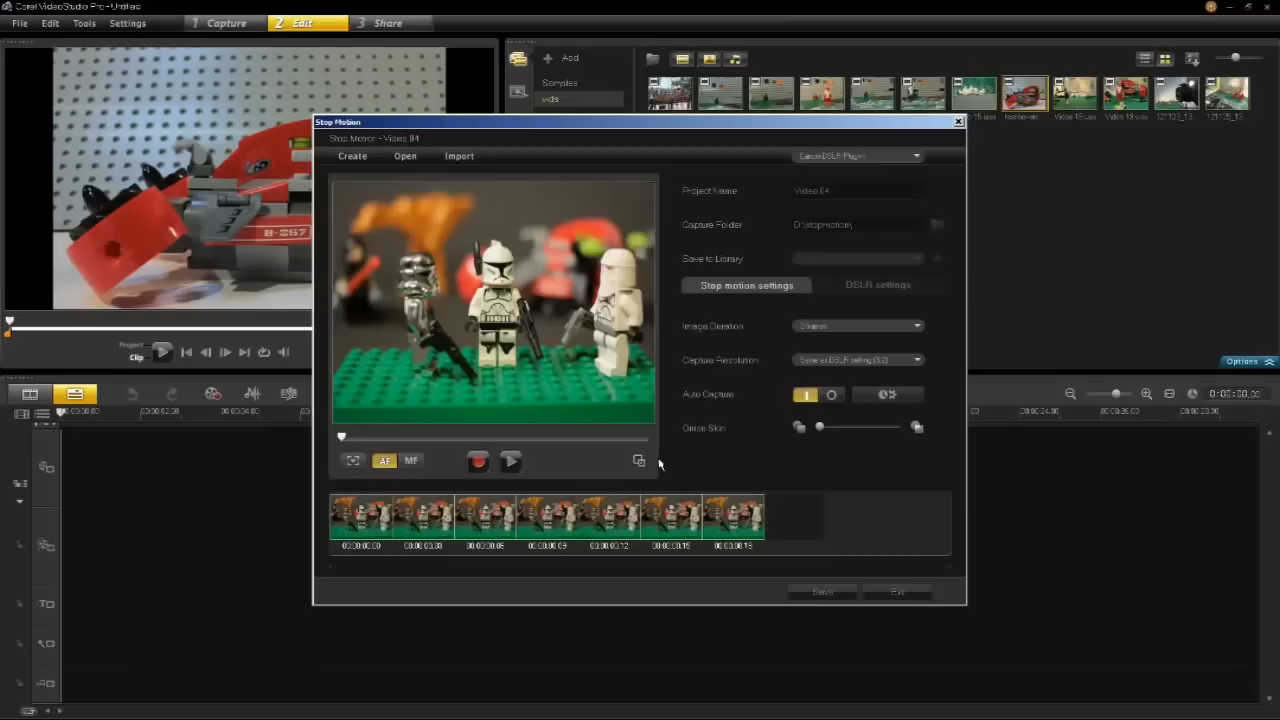 Corel VideoStudio Pro - Untitled
File Edit Tools Settings 1 Capture 2 Edit 3 Share
Add
Samples
vids
Stop Motion
Stop Motion - Video 04
Create Open Import Canon-DSLR Plugin
Project Name Video 04
Capture Folder D:\stopmotion\
Save to Library
Stop motion settings DSLR settings
Image Duration
Capture Resolution Same as DSLR setting (3:2)
Auto Capture
Onion Skin
8-257
Project
Clip
Options
AF MF
0:00:00.00
00:00:00.00 00:00:02.00 00:00:04.00 00:00:24.00 00:00:26.00 00:00:28.00
00:00:00:00 00:00:00:03 00:00:00:06 00:00:00:09 00:00:00:12 00:00:00:15 00:00:00:18
Save Exit